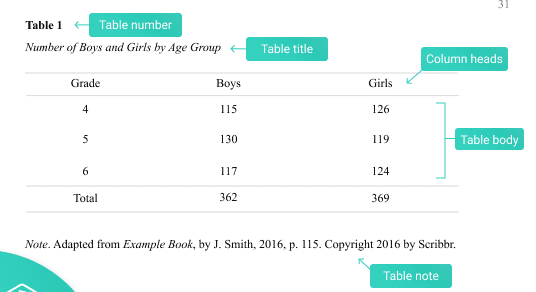 31
Table 1 Table number
Number of Boys and Girls by Age Group Table title
Column heads
Grade Boys Girls
4 115 126
5 130 119
Table body
6 117 124
Total 362 369
Note. Adapted from Example Book, by J. Smith, 2016, p. 115. Copyright 2016 by Scribbr.
Table note